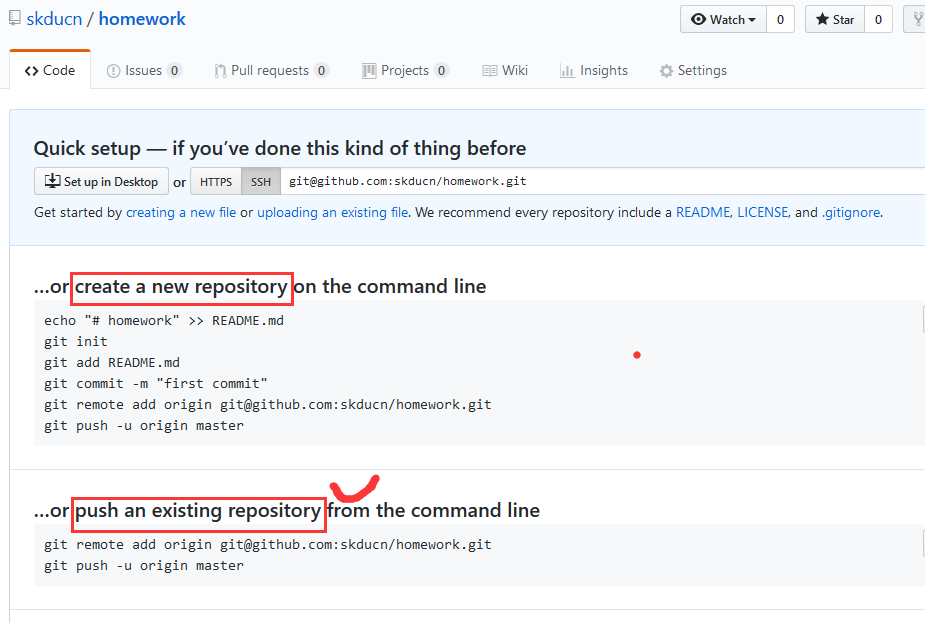 skducn / homework
Watch 0 Star 0
Code Issues 0 Pull requests 0 Projects 0 Wiki Insights Settings
Quick setup — if you’ve done this kind of thing before
Set up in Desktop or HTTPS SSH git@github.com:skducn/homework.git
Get started by creating a new file or uploading an existing file. We recommend every repository include a README, LICENSE, and .gitignore.
…or create a new repository on the command line
echo "# homework" >> README.md
git init
git add README.md
git commit -m "first commit"
git remote add origin git@github.com:skducn/homework.git
git push -u origin master
…or push an existing repository from the command line
git remote add origin git@github.com:skducn/homework.git
git push -u origin master